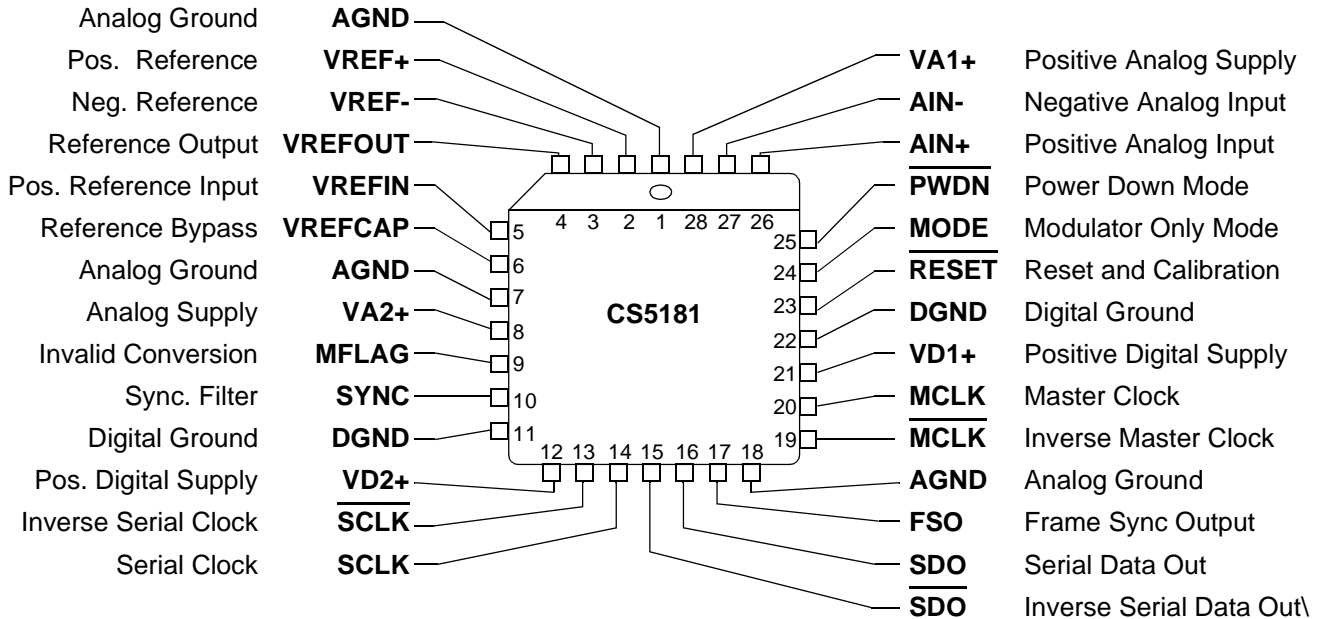 Analog Ground AGND
Pos. Reference VREF+
Neg. Reference VREF-
Reference Output VREFOUT
Pos. Reference Input VREFIN
Reference Bypass VREFCAP
Analog Ground AGND
Analog Supply VA2+
Invalid Conversion MFLAG
Sync. Filter SYNC
Digital Ground DGND
Pos. Digital Supply VD2+
Inverse Serial Clock S̅C̅L̅K̅
Serial Clock SCLK
4 3 2 1 28 27 26
5
6
7
8
9
10
11
CS5181
12 13 14 15 16 17 18
25
24
23
22
21
20
19
VA1+ Positive Analog Supply
AIN- Negative Analog Input
AIN+ Positive Analog Input
P̅W̅D̅N̅ Power Down Mode
MODE Modulator Only Mode
R̅E̅S̅E̅T̅ Reset and Calibration
DGND Digital Ground
VD1+ Positive Digital Supply
MCLK Master Clock
M̅C̅L̅K̅ Inverse Master Clock
AGND Analog Ground
FSO Frame Sync Output
SDO Serial Data Out
S̅D̅O̅ Inverse Serial Data Out\